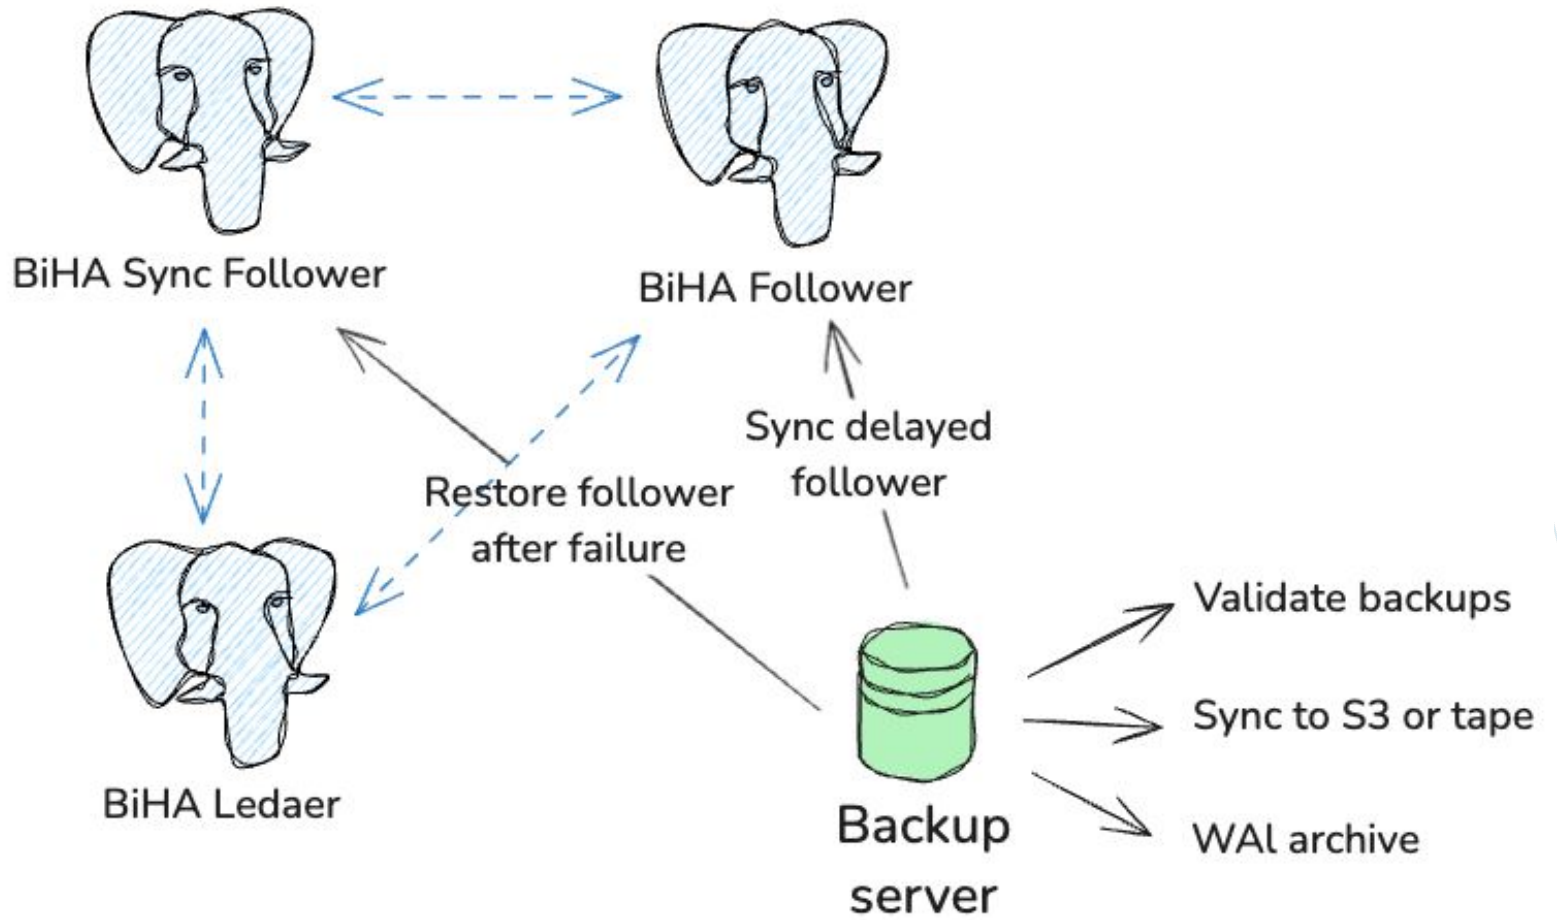 BiHA Sync Follower
BiHA Follower
Sync delayed
follower
Restore follower
after failure
Validate backups
Sync to S3 or tape
BiHA Ledaer
Backup
server
WAl archive